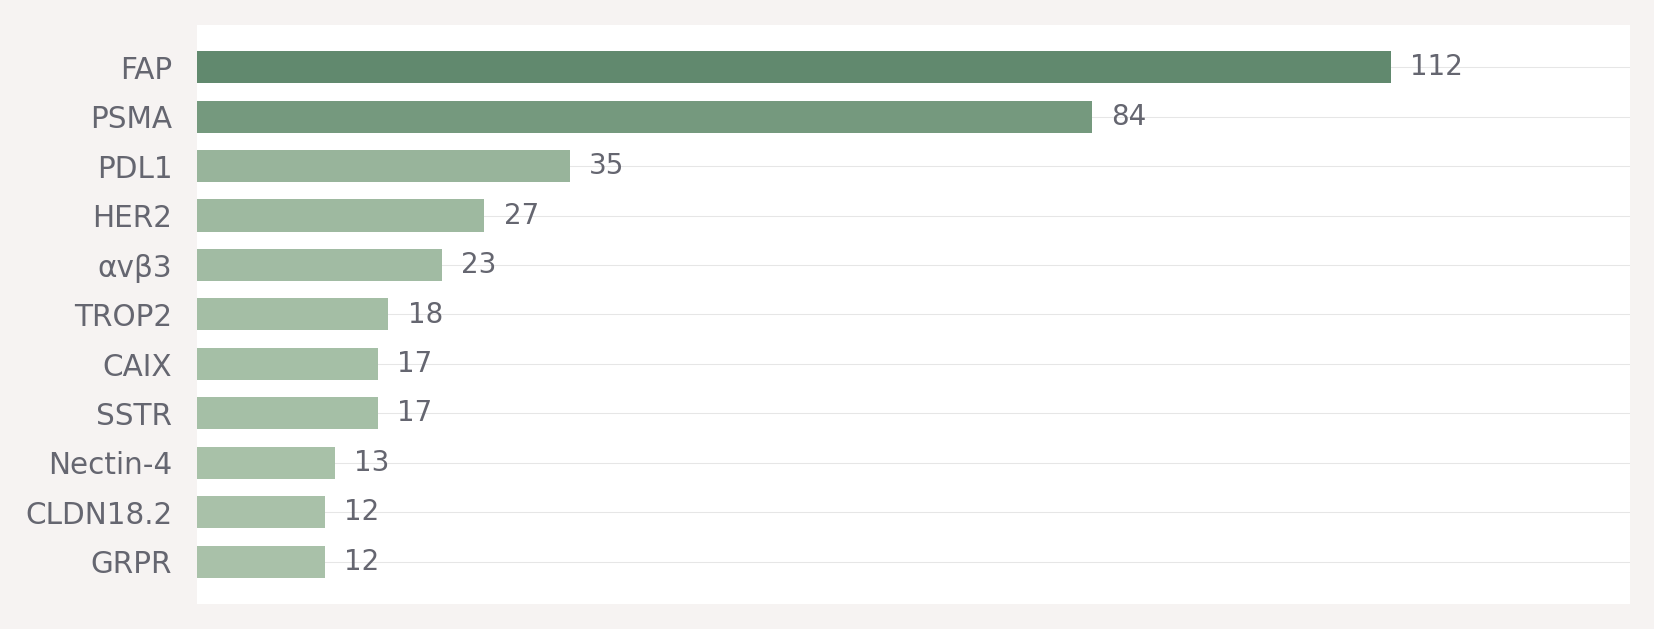 FAP 112
PSMA 84
PDL1 35
HER2 27
αvβ3 23
TROP2 18
CAIX 17
SSTR 17
Nectin-4 13
CLDN18.2 12
GRPR 12